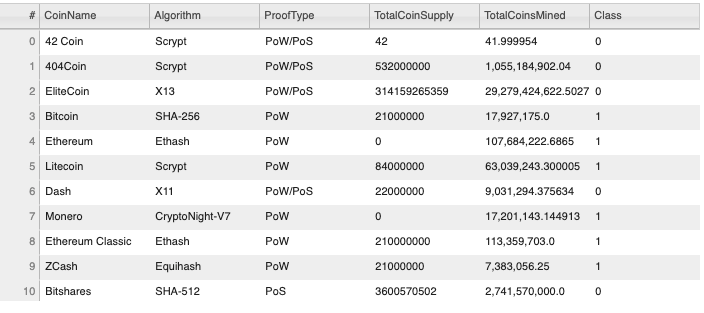 # CoinName Algorithm ProofType TotalCoinSupply TotalCoinsMined Class
0 42 Coin Scrypt PoW/PoS 42 41.999954 0
1 404Coin Scrypt PoW/PoS 532000000 1,055,184,902.04 0
2 EliteCoin X13 PoW/PoS 314159265359 29,279,424,622.5027 0
3 Bitcoin SHA-256 PoW 21000000 17,927,175.0 1
4 Ethereum Ethash PoW 0 107,684,222.6865 1
5 Litecoin Scrypt PoW 84000000 63,039,243.300005 1
6 Dash X11 PoW/PoS 22000000 9,031,294.375634 0
7 Monero CryptoNight-V7 PoW 0 17,201,143.144913 1
8 Ethereum Classic Ethash PoW 210000000 113,359,703.0 1
9 ZCash Equihash PoW 21000000 7,383,056.25 1
10 Bitshares SHA-512 PoS 3600570502 2,741,570,000.0 0